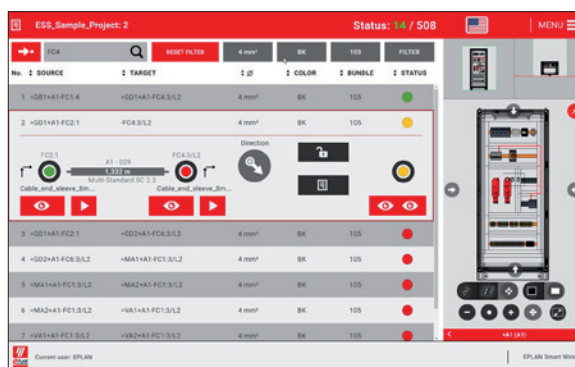 ESS_Sample_Project: 2
Status: 14 / 508
MENU
FC4
RESET FILTER
4 mm²
BK
105
FILTER
No. SOURCE TARGET COLOR BUNDLE STATUS
1 =GB1+A1-FC1:4 =GD1+A1-FC4:3/L2 4 mm² BK 105
2 =GD1+A1-FC2:1 -FC4:3/L2 4 mm² BK 105
Direction
FC2:1
A1 - 029
FC4:3/L2
1,332 m
Multi-Standard SC 2.3
Cable_end_sleeve_8m...
Cable_end_sleeve_8m...
3 =GD1+A1-FC2:1 =GD2+A1-FC6:3/L2 4 mm² BK 105
4 =GD2+A1-FC6:3/L2 =MA1+A1-FC1:3/L2 4 mm² BK 105
5 =MA1+A1-FC1:3/L2 =MA2+A1-FC1:3/L2 4 mm² BK 105
6 =MA2+A1-FC1:3/L2 =VA1+A1-FC1:3/L2 4 mm² BK 105
7 =VA1+A1-FC1:3/L2 =VA2+A1-FC1:3/L2 4 mm² BK 105
+A1 (A1)
EPLAN
Current user: EPLAN
EPLAN Smart Wiri